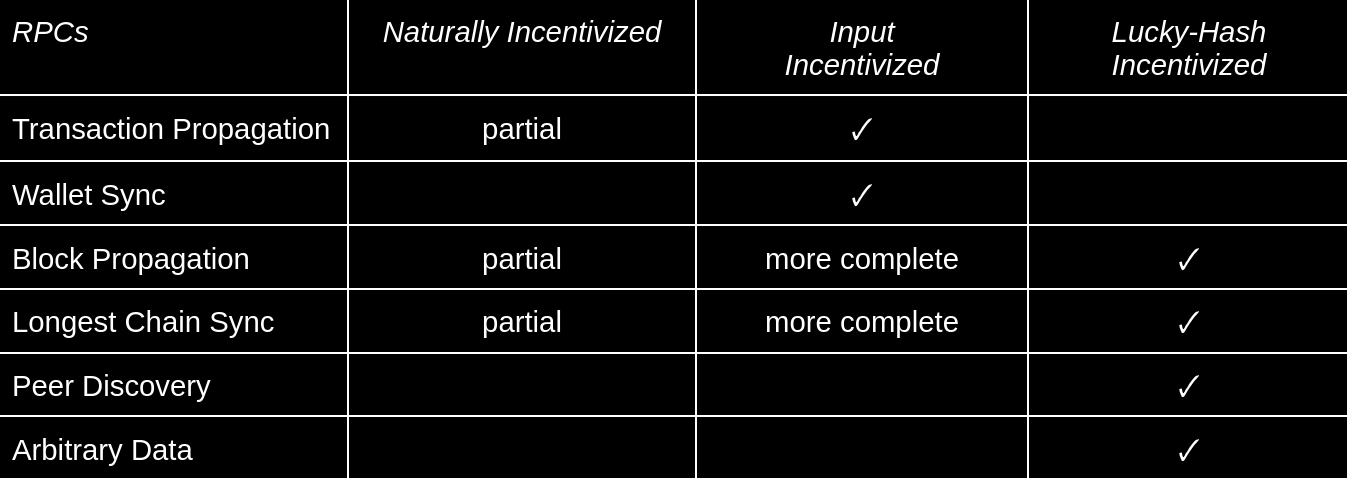 RPCs Naturally Incentivized Input Incentivized Lucky-Hash Incentivized
Transaction Propagation partial ✓
Wallet Sync ✓
Block Propagation partial more complete ✓
Longest Chain Sync partial more complete ✓
Peer Discovery ✓
Arbitrary Data ✓